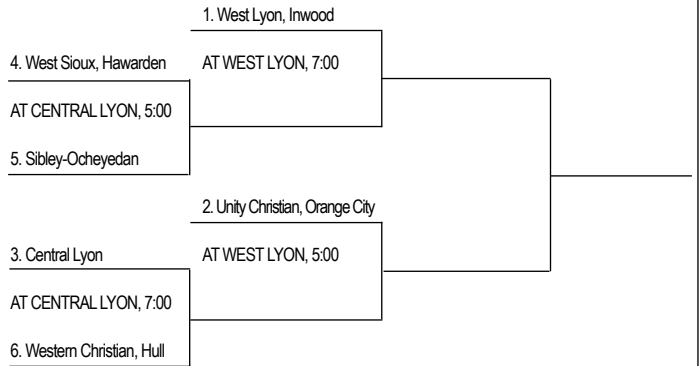 1. West Lyon, Inwood
4. West Sioux, Hawarden
AT WEST LYON, 7:00
AT CENTRAL LYON, 5:00
5. Sibley-Ocheyedan
2. Unity Christian, Orange City
3. Central Lyon
AT WEST LYON, 5:00
AT CENTRAL LYON, 7:00
6. Western Christian, Hull